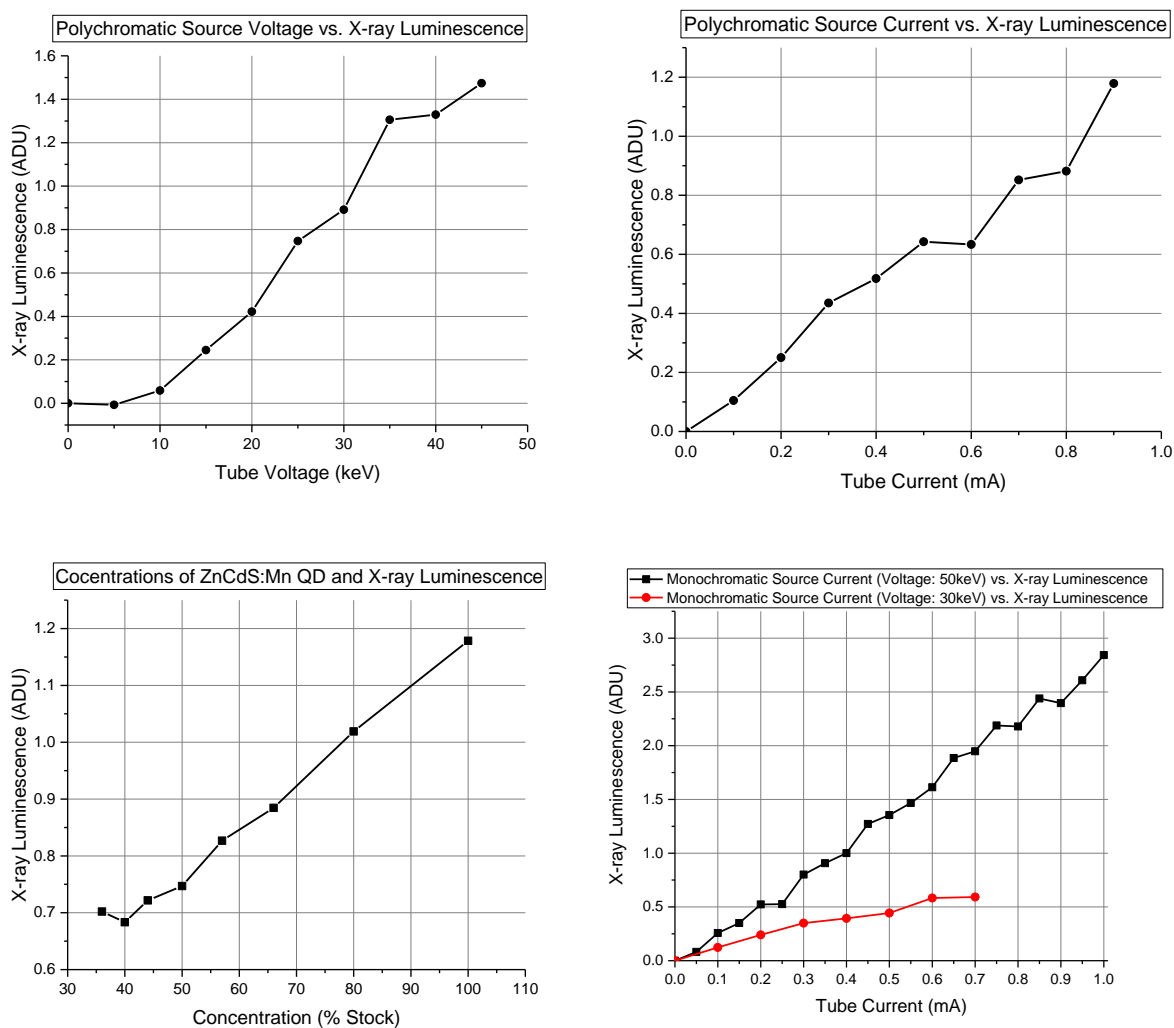 Polychromatic Source Voltage vs. X-ray Luminescence
1.6
1.4
1.2
1.0
0.8
0.6
0.4
0.2
0.0
X-ray Luminescence (ADU)
0 10 20 30 40 50
Tube Voltage (keV)
Polychromatic Source Current vs. X-ray Luminescence
1.2
1.0
0.8
0.6
0.4
0.2
0.0
X-ray Luminescence (ADU)
0.0 0.2 0.4 0.6 0.8 1.0
Tube Current (mA)
Cocentrations of ZnCdS:Mn QD and X-ray Luminescence
1.2
1.1
1.0
0.9
0.8
0.7
0.6
X-ray Luminescence (ADU)
30 40 50 60 70 80 90 100 110
Concentration (% Stock)
Monochromatic Source Current (Voltage: 50keV) vs. X-ray Luminescence
Monochromatic Source Current (Voltage: 30keV) vs. X-ray Luminescence
3.0
2.5
2.0
1.5
1.0
0.5
0.0
X-ray Luminescence (ADU)
0.0 0.1 0.2 0.3 0.4 0.5 0.6 0.7 0.8 0.9 1.0
Tube Current (mA)